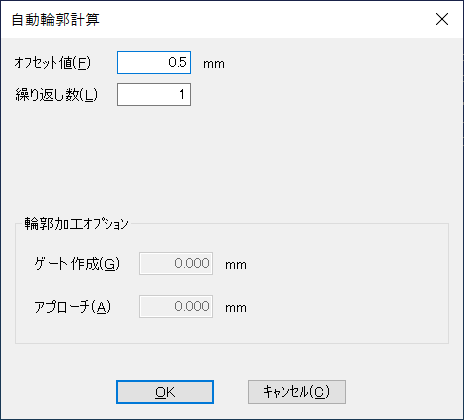 自動輪郭計算
オフセット値(F) 0.5 mm
繰り返し数(L) 1
輪郭加工オプション
ゲート作成(G) 0.000 mm
アプローチ(A) 0.000 mm
OK キャンセル(C)